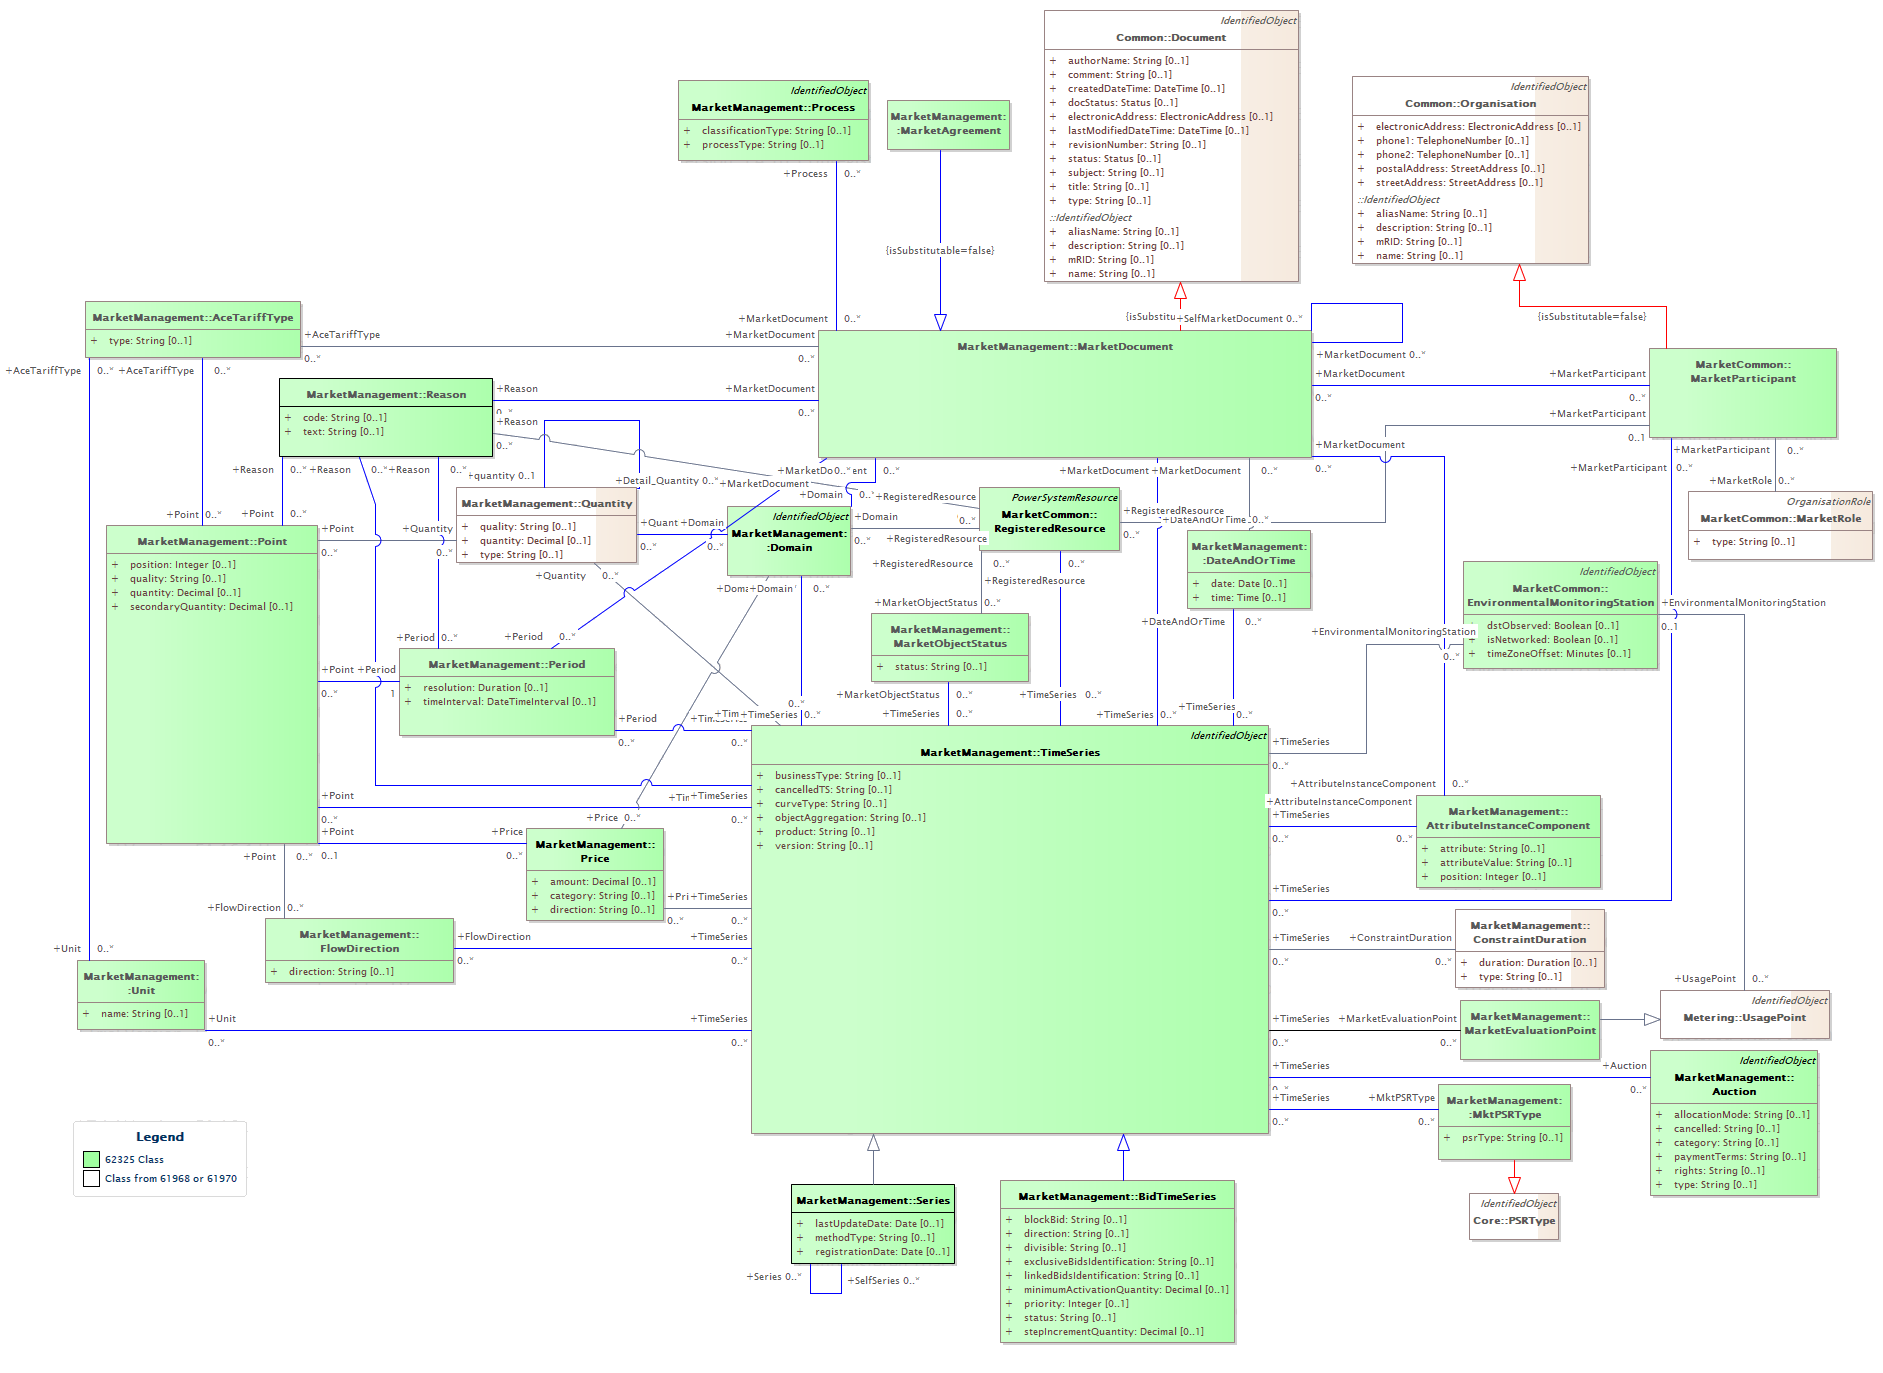 IdentifiedObject
Common::Document
+ authorName: String [0..1]
+ comment: String [0..1]
+ createdDateTime: DateTime [0..1]
+ docStatus: Status [0..1]
+ electronicAddress: ElectronicAddress [0..1]
+ lastModifiedDateTime: DateTime [0..1]
+ revisionNumber: String [0..1]
+ status: Status [0..1]
+ subject: String [0..1]
+ title: String [0..1]
+ type: String [0..1]
::IdentifiedObject
+ aliasName: String [0..1]
+ description: String [0..1]
+ mRID: String [0..1]
+ name: String [0..1]
IdentifiedObject
Common::Organisation
+ electronicAddress: ElectronicAddress [0..1]
+ phone1: TelephoneNumber [0..1]
+ phone2: TelephoneNumber [0..1]
+ postalAddress: StreetAddress [0..1]
+ streetAddress: StreetAddress [0..1]
::IdentifiedObject
+ aliasName: String [0..1]
+ description: String [0..1]
+ mRID: String [0..1]
+ name: String [0..1]
IdentifiedObject
MarketManagement::Process
+ classificationType: String [0..1]
+ processType: String [0..1]
MarketManagement:
:MarketAgreement
+Process 0..*
{isSubstitutable=false}
+MarketDocument 0..*
{isSubstitu
+SelfMarketDocument 0..*
{isSubstitutable=false}
MarketManagement::AceTariffType
+ type: String [0..1]
+AceTariffType
0..*
+MarketDocument
0..*
MarketManagement::MarketDocument
+MarketDocument 0..*
+MarketDocument
0..*
+MarketParticipant
0..*
MarketCommon::
MarketParticipant
+AceTariffType 0..*
+AceTariffType 0..*
MarketManagement::Reason
+ code: String [0..1]
+ text: String [0..1]
+Reason
0..*
+MarketDocument
0..*
+Reason
0..*
+MarketParticipant
0..1
+MarketDocument
0..*
+MarketParticipant 0..*
+MarketParticipant 0..*
+MarketRole 0..*
OrganisationRole
MarketCommon::MarketRole
+ type: String [0..1]
+Reason 0..*
+Reason 0..*
+Reason 0..*
+quantity 0..1
+Detail_Quantity 0..*
+MarketDo
0..*
ent
0..*
+MarketDocument
+MarketDocument
+MarketDocument 0..*
+Domain 0..*
+RegisteredResource
0..*
PowerSystemResource
MarketCommon::
RegisteredResource
+RegisteredResource
0..*
+DateAndOrTime 0..*
+Point 0..*
+Point 0..*
MarketManagement::Point
+ position: Integer [0..1]
+ quality: String [0..1]
+ quantity: Decimal [0..1]
+ secondaryQuantity: Decimal [0..1]
+Point
0..*
+Quantity
0..*
MarketManagement::Quantity
+ quality: String [0..1]
+ quantity: Decimal [0..1]
+ type: String [0..1]
+Quant
0..*
+Domain
0..*
IdentifiedObject
MarketManagement:
:Domain
+Domain
0..*
+RegisteredResource
+RegisteredResource 0..*
0..*
+RegisteredResource
MarketManagement:
:DateAndOrTime
+ date: Date [0..1]
+ time: Time [0..1]
+DateAndOrTime 0..*
IdentifiedObject
MarketCommon::
EnvironmentalMonitoringStation
+ dstObserved: Boolean [0..1]
+ isNetworked: Boolean [0..1]
+ timeZoneOffset: Minutes [0..1]
+EnvironmentalMonitoringStation
0..1
+EnvironmentalMonitoringStation
0..*
+Quantity 0..*
+Doma
+Domain
0..*
+MarketObjectStatus 0..*
MarketManagement::
MarketObjectStatus
+ status: String [0..1]
+MarketObjectStatus 0..*
+TimeSeries 0..*
+TimeSeries 0..*
+Period 0..*
+Period 0..*
MarketManagement::Period
+ resolution: Duration [0..1]
+ timeInterval: DateTimeInterval [0..1]
+Point
0..*
+Period
1
+Period
0..*
0..*
+TimeSeries 0..*
+TimeSeries 0..*
+TimeSeries 0..*
0..*
IdentifiedObject
MarketManagement::TimeSeries
+ businessType: String [0..1]
+ cancelledTS: String [0..1]
+ curveType: String [0..1]
+ objectAggregation: String [0..1]
+ product: String [0..1]
+ version: String [0..1]
+TimeSeries
0..*
+AttributeInstanceComponent 0..*
+AttributeInstanceComponent
+TimeSeries
0..*
0..*
MarketManagement::
AttributeInstanceComponent
+ attribute: String [0..1]
+ attributeValue: String [0..1]
+ position: Integer [0..1]
+Point
0..*
+TimeSeries
0..*
+Price 0..*
+Point
0..1
+Price
0..*
MarketManagement::
Price
+ amount: Decimal [0..1]
+ category: String [0..1]
+ direction: String [0..1]
+Pri
0..*
+TimeSeries
0..*
+TimeSeries
0..*
+Point 0..*
+FlowDirection 0..*
MarketManagement::
FlowDirection
+ direction: String [0..1]
+FlowDirection
0..*
+TimeSeries
0..*
+TimeSeries
0..*
+ConstraintDuration
0..*
MarketManagement::
ConstraintDuration
+ duration: Duration [0..1]
+ type: String [0..1]
+Unit 0..*
MarketManagement:
:Unit
+ name: String [0..1]
+Unit
0..*
+TimeSeries
0..*
+UsagePoint 0..*
IdentifiedObject
Metering::UsagePoint
+TimeSeries
0..*
+MarketEvaluationPoint
0..*
MarketManagement::
MarketEvaluationPoint
+TimeSeries
0..*
+Auction
0..*
IdentifiedObject
MarketManagement::
Auction
+ allocationMode: String [0..1]
+ cancelled: String [0..1]
+ category: String [0..1]
+ paymentTerms: String [0..1]
+ rights: String [0..1]
+ type: String [0..1]
+TimeSeries
0..*
+MktPSRType
0..*
MarketManagement:
:MktPSRType
+ psrType: String [0..1]
IdentifiedObject
Core::PSRType
Legend
62325 Class
Class from 61968 or 61970
MarketManagement::Series
+ lastUpdateDate: Date [0..1]
+ methodType: String [0..1]
+ registrationDate: Date [0..1]
+Series 0..*
+SelfSeries 0..*
MarketManagement::BidTimeSeries
+ blockBid: String [0..1]
+ direction: String [0..1]
+ divisible: String [0..1]
+ exclusiveBidsIdentification: String [0..1]
+ linkedBidsIdentification: String [0..1]
+ minimumActivationQuantity: Decimal [0..1]
+ priority: Integer [0..1]
+ status: String [0..1]
+ stepIncrementQuantity: Decimal [0..1]